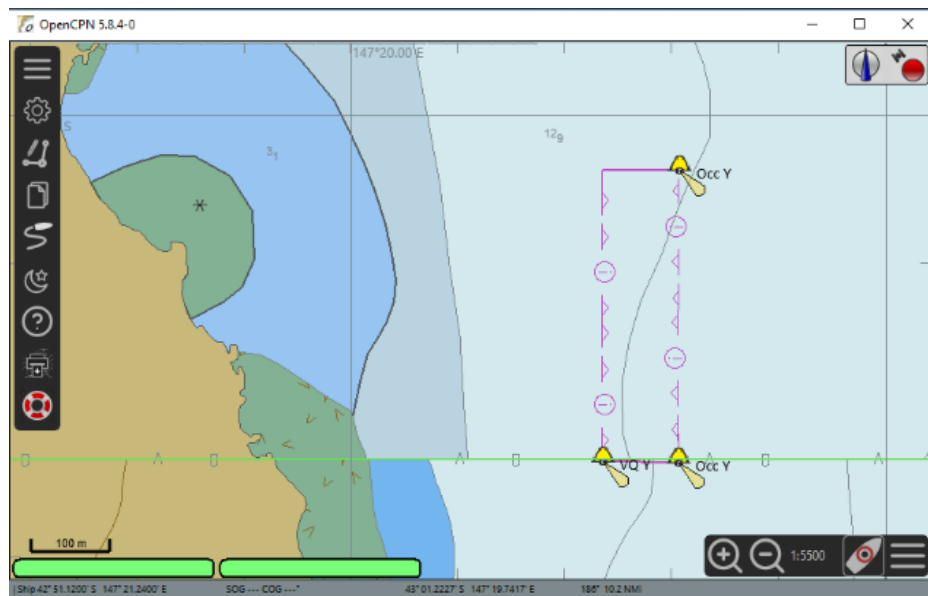 OpenCPN 5.8.4-0
147°20.00' E
S
12₉
3₁
Occ Y
VQ Y
Occ Y
100 m
1:5500
Ship 42° 51.1200' S 147° 21.2400' E SOG --- COG ---° 43° 01.2227' S 147° 19.7417' E 186° 10.2 NMI